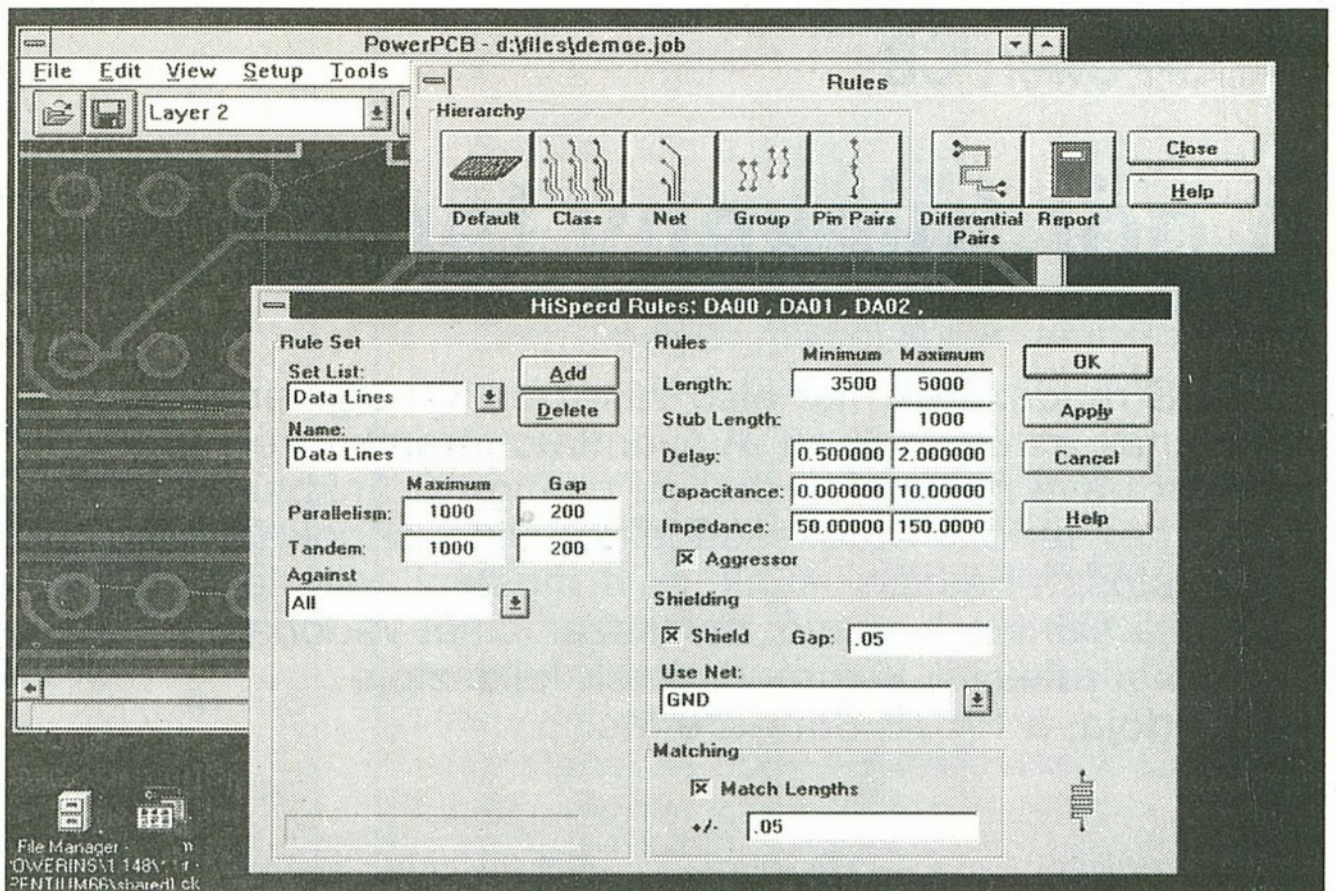 PowerPCB - d:\files\demoe.job
File Edit View Setup Tools
Layer 2
Rules
Hierarchy
Default Class Net Group Pin Pairs
Differential Pairs
Report
Close
Help
HiSpeed Rules: DA00 , DA01 , DA02 ,
Rule Set
Set List:
Data Lines
Add
Delete
Name:
Data Lines
Maximum Gap
Parallelism: 1000 200
Tandem: 1000 200
Against
All
Rules
Minimum Maximum
Length: 3500 5000
Stub Length: 1000
Delay: 0.500000 2.000000
Capacitance: 0.000000 10.00000
Impedance: 50.00000 150.0000
Aggressor
Shielding
Shield Gap: .05
Use Net:
GND
Matching
Match Lengths
+/- .05
OK
Apply
Cancel
Help
File Manager -